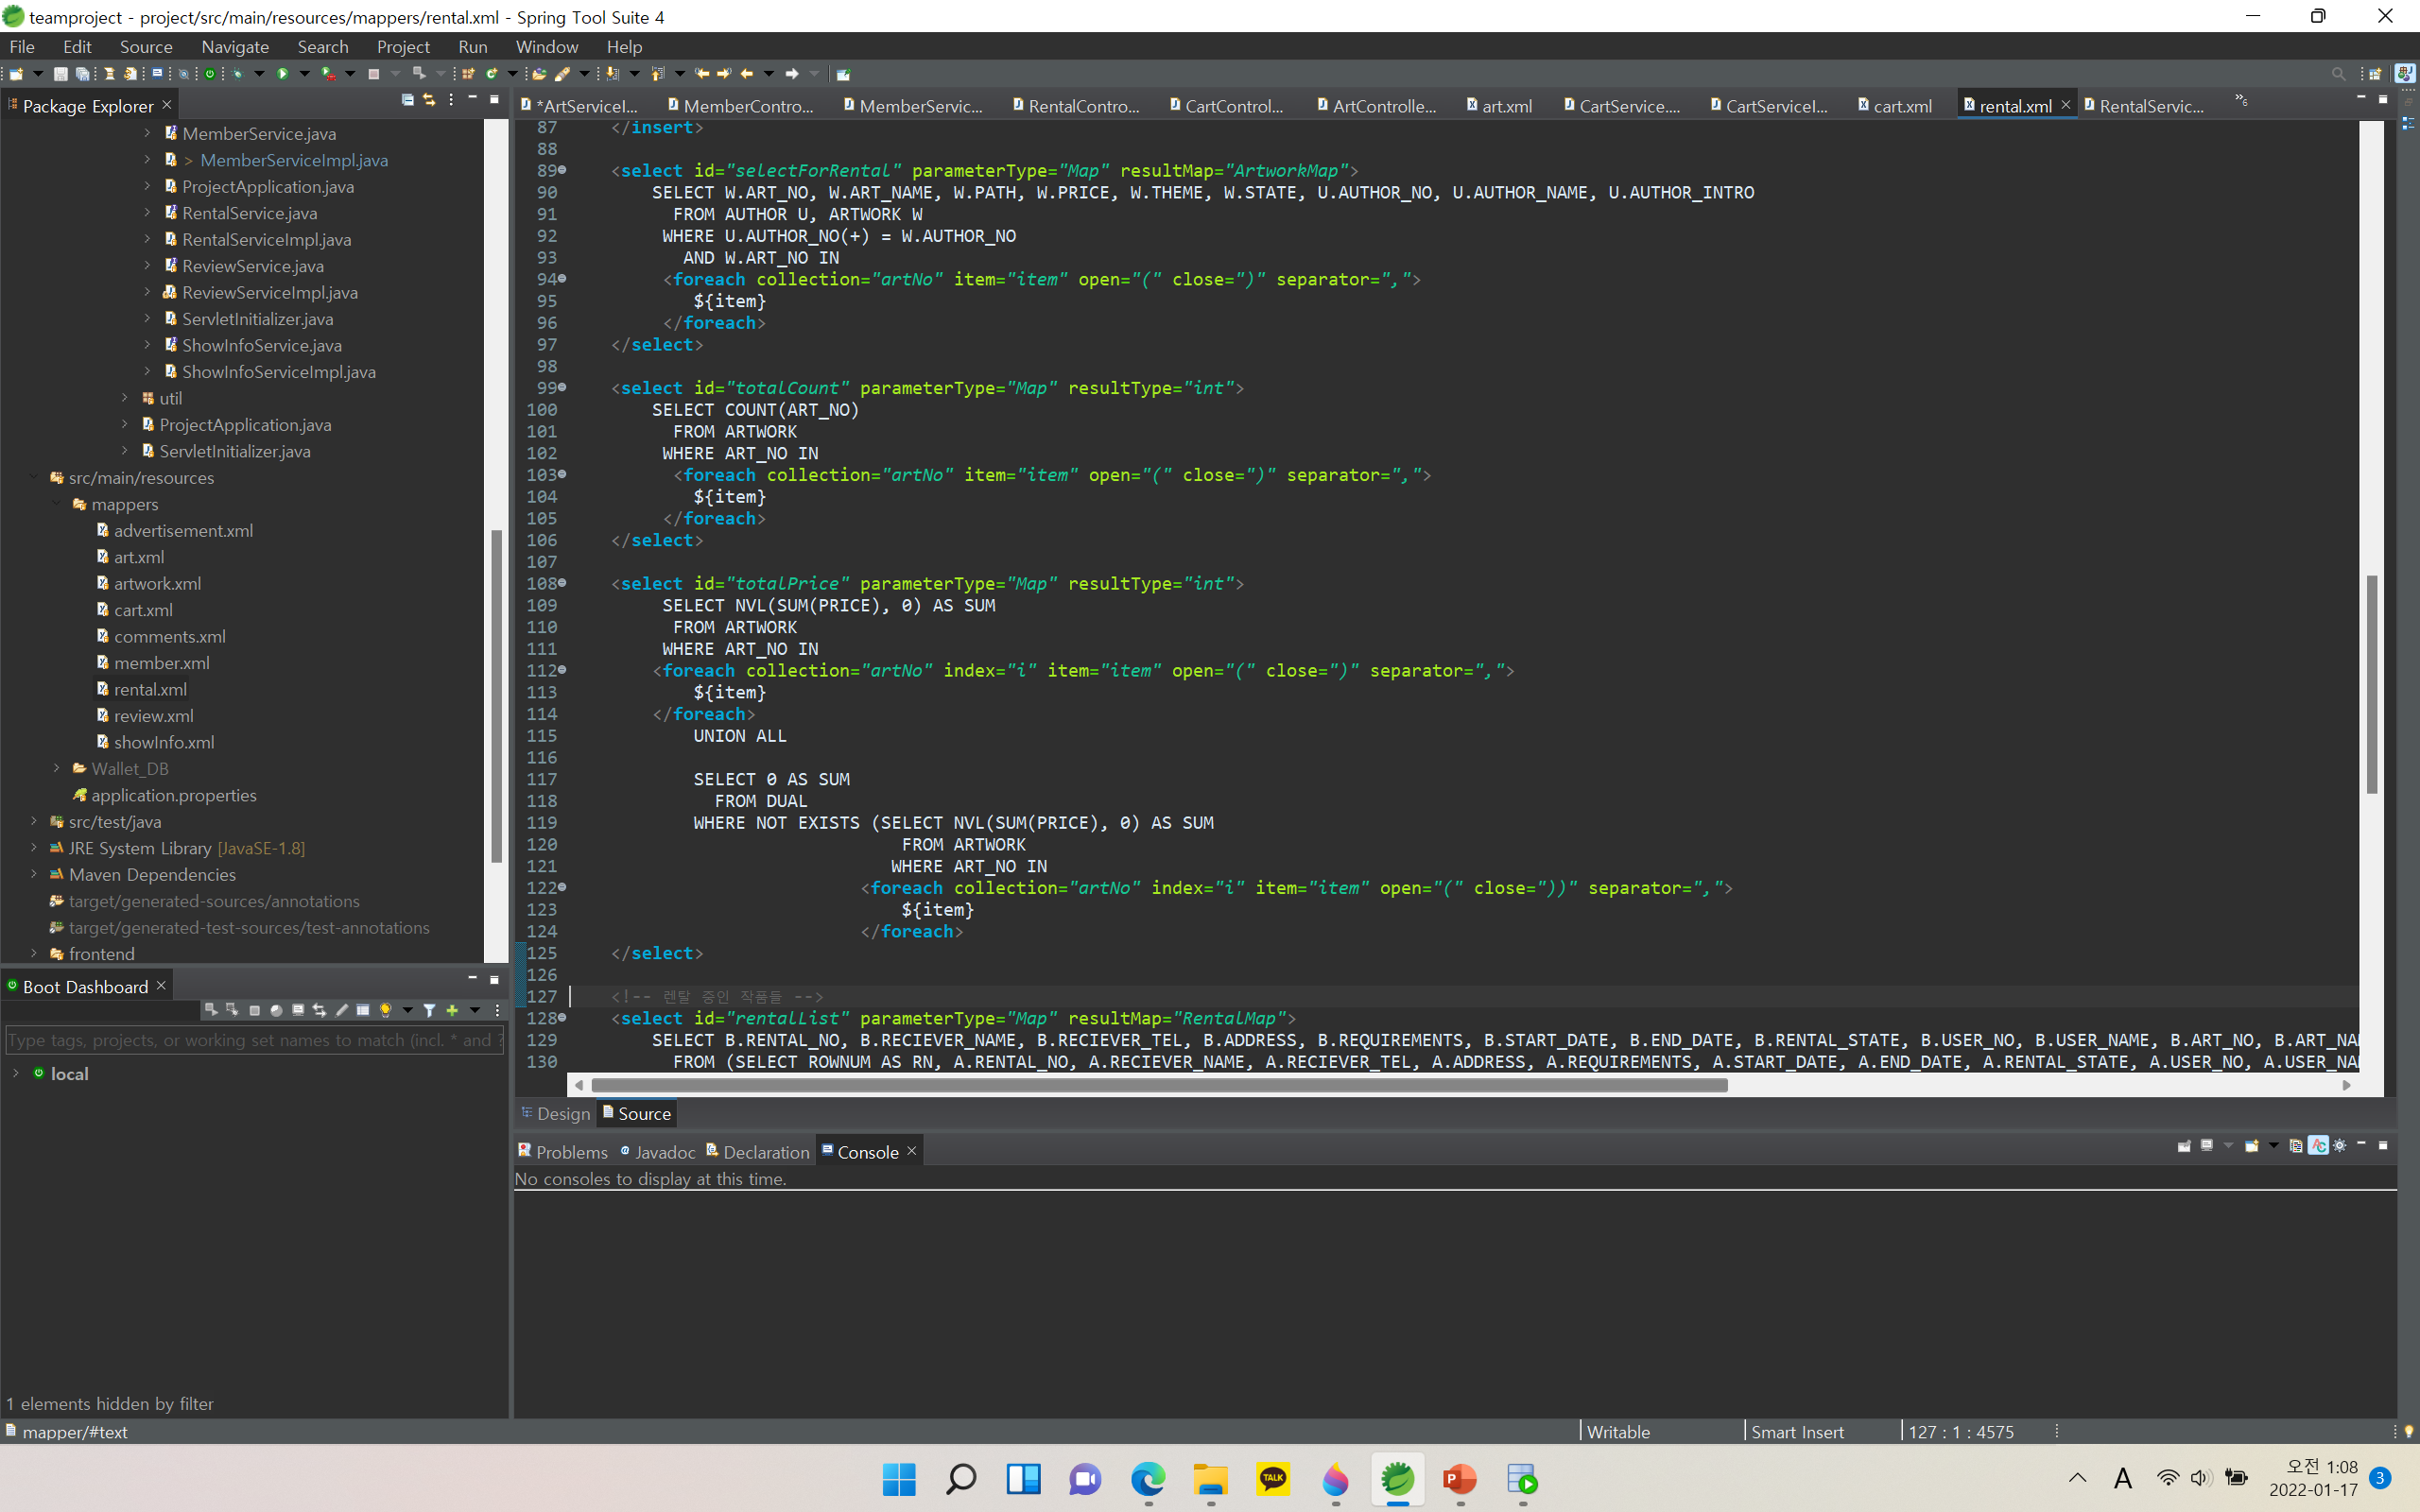 teamproject - project/src/main/resources/mappers/rental.xml - Spring Tool Suite 4
File Edit Source Navigate Search Project Run Window Help
Package Explorer
MemberService.java
> MemberServiceImpl.java
ProjectApplication.java
RentalService.java
RentalServiceImpl.java
ReviewService.java
ReviewServiceImpl.java
ServletInitializer.java
ShowInfoService.java
ShowInfoServiceImpl.java
util
ProjectApplication.java
ServletInitializer.java
src/main/resources
mappers
advertisement.xml
art.xml
artwork.xml
cart.xml
comments.xml
member.xml
rental.xml
review.xml
showInfo.xml
Wallet_DB
application.properties
src/test/java
JRE System Library [JavaSE-1.8]
Maven Dependencies
target/generated-sources/annotations
target/generated-test-sources/test-annotations
frontend
Boot Dashboard
Type tags, projects, or working set names to match (incl. * and ?
local
1 elements hidden by filter
*ArtServiceI... MemberContro... MemberServic... RentalContro... CartControl... ArtControlle... art.xml CartService.... CartServiceI... cart.xml rental.xml RentalServic... »6
87 </insert>
88
89 <select id="selectForRental" parameterType="Map" resultMap="ArtworkMap">
90 SELECT W.ART_NO, W.ART_NAME, W.PATH, W.PRICE, W.THEME, W.STATE, U.AUTHOR_NO, U.AUTHOR_NAME, U.AUTHOR_INTRO
91 FROM AUTHOR U, ARTWORK W
92 WHERE U.AUTHOR_NO(+) = W.AUTHOR_NO
93 AND W.ART_NO IN
94 <foreach collection="artNo" item="item" open="(" close=")" separator=",">
95 ${item}
96 </foreach>
97 </select>
98
99 <select id="totalCount" parameterType="Map" resultType="int">
100 SELECT COUNT(ART_NO)
101 FROM ARTWORK
102 WHERE ART_NO IN
103 <foreach collection="artNo" item="item" open="(" close=")" separator=",">
104 ${item}
105 </foreach>
106 </select>
107
108 <select id="totalPrice" parameterType="Map" resultType="int">
109 SELECT NVL(SUM(PRICE), 0) AS SUM
110 FROM ARTWORK
111 WHERE ART_NO IN
112 <foreach collection="artNo" index="i" item="item" open="(" close=")" separator=",">
113 ${item}
114 </foreach>
115 UNION ALL
116
117 SELECT 0 AS SUM
118 FROM DUAL
119 WHERE NOT EXISTS (SELECT NVL(SUM(PRICE), 0) AS SUM
120 FROM ARTWORK
121 WHERE ART_NO IN
122 <foreach collection="artNo" index="i" item="item" open="(" close="))" separator=",">
123 ${item}
124 </foreach>
125 </select>
126
127 <!-- 렌탈 중인 작품들 -->
128 <select id="rentalList" parameterType="Map" resultMap="RentalMap">
129 SELECT B.RENTAL_NO, B.RECIEVER_NAME, B.RECIEVER_TEL, B.ADDRESS, B.REQUIREMENTS, B.START_DATE, B.END_DATE, B.RENTAL_STATE, B.USER_NO, B.USER_NAME, B.ART_NO, B.ART_NA
130 FROM (SELECT ROWNUM AS RN, A.RENTAL_NO, A.RECIEVER_NAME, A.RECIEVER_TEL, A.ADDRESS, A.REQUIREMENTS, A.START_DATE, A.END_DATE, A.RENTAL_STATE, A.USER_NO, A.USER_NA
Design Source
Problems Javadoc Declaration Console
No consoles to display at this time.
mapper/#text Writable Smart Insert 127 : 1 : 4575
TALK
P
A
오전 1:08
2022-01-17
3